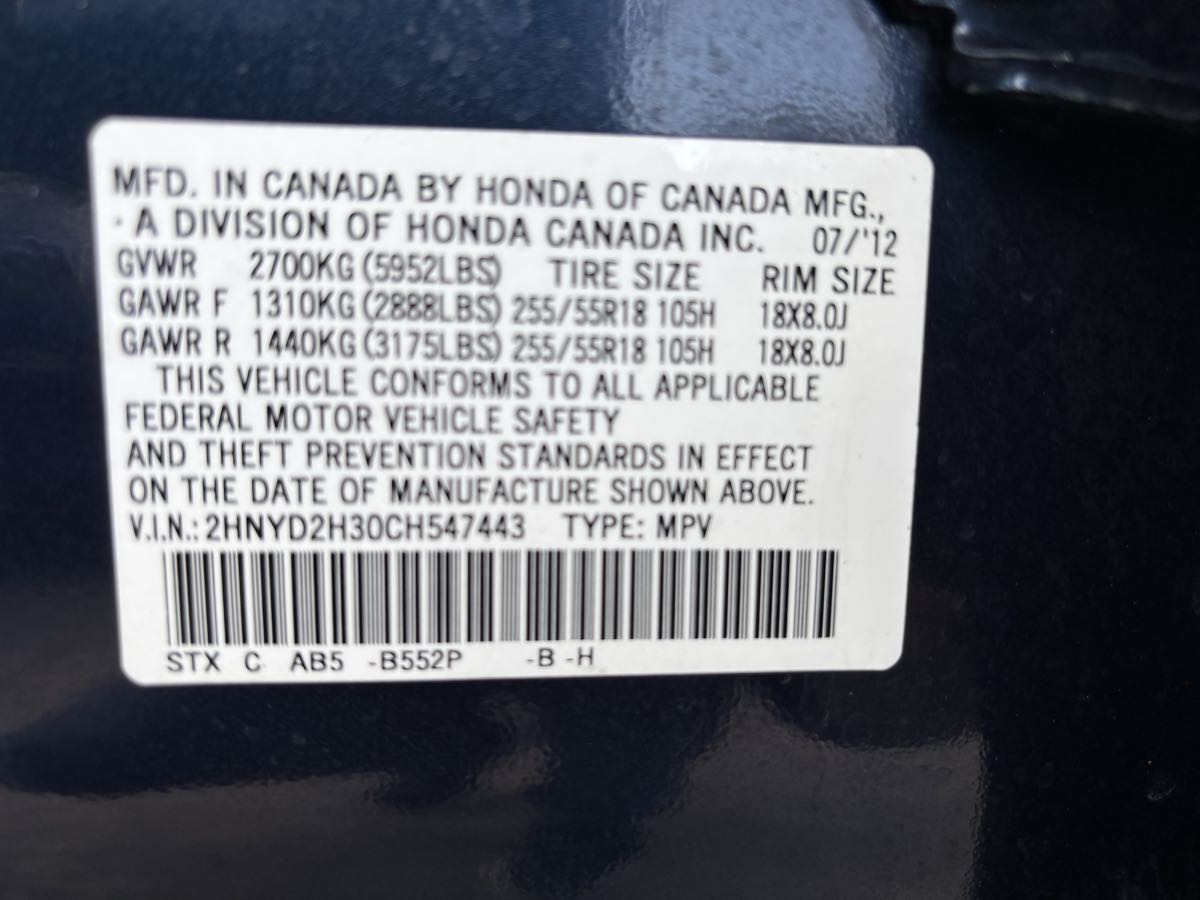 MFD. IN CANADA BY HONDA OF CANADA MFG.,
A DIVISION OF HONDA CANADA INC. 07/'12
GVWR 2700KG (5952LBS) TIRE SIZE RIM SIZE
GAWR F 1310KG (2888LBS) 255/55R18 105H 18X8.0J
GAWR R 1440KG (3175LBS) 255/55R18 105H 18X8.0J
THIS VEHICLE CONFORMS TO ALL APPLICABLE
FEDERAL MOTOR VEHICLE SAFETY
AND THEFT PREVENTION STANDARDS IN EFFECT
ON THE DATE OF MANUFACTURE SHOWN ABOVE.
V.I.N.: 2HNYD2H30CH547443 TYPE: MPV
STX C AB5 -B552P -B -H